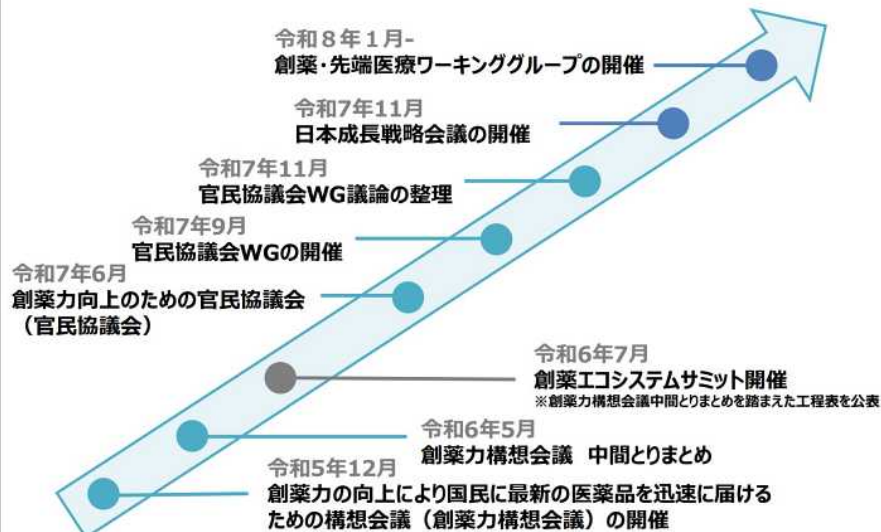 令和８年１月-
創薬・先端医療ワーキンググループの開催
令和7年11月
日本成長戦略会議の開催
令和7年11月
官民協議会WG議論の整理
令和7年9月
官民協議会WGの開催
令和7年6月
創薬力向上のための官民協議会
（官民協議会）
令和6年7月
創薬エコシステムサミット開催
※創薬力構想会議中間とりまとめを踏まえた工程表を公表
令和6年5月
創薬力構想会議 中間とりまとめ
令和5年12月
創薬力の向上により国民に最新の医薬品を迅速に届ける
ための構想会議（創薬力構想会議）の開催